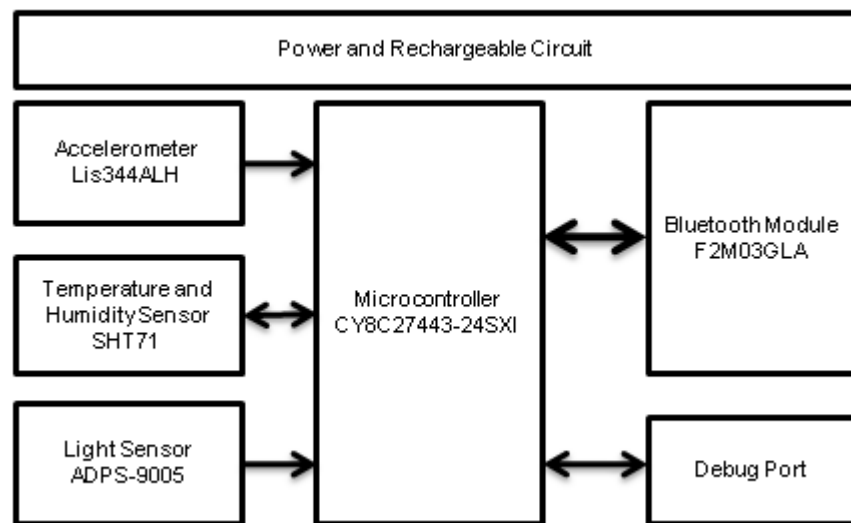 Power and Rechargeable Circuit
Accelerometer
Lis344ALH
Temperature and
Humidity Sensor
SHT71
Light Sensor
ADPS-9005
Microcontroller
CY8C27443-24SXI
Bluetooth Module
F2M03GLA
Debug Port